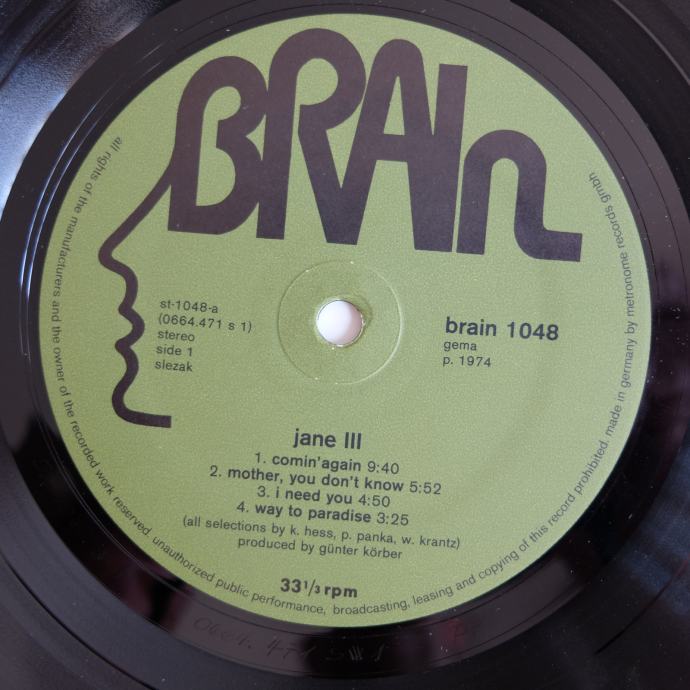 BRAIn
st-1048-a
(0664.471 s 1)
stereo
side 1
slezak
brain 1048
gema
p. 1974
jane III
1. comin'again 9:40
2. mother, you don't know 5:52
3. i need you 4:50
4. way to paradise 3:25
(all selections by k. hess, p. panka, w. krantz)
produced by günter körber
33 1/3 rpm
all rights of the manufacturers and the owner of the recorded work reserved. unauthorized public performance, broadcasting, leasing and copying of this record prohibited. made in germany by metronome records gmbh